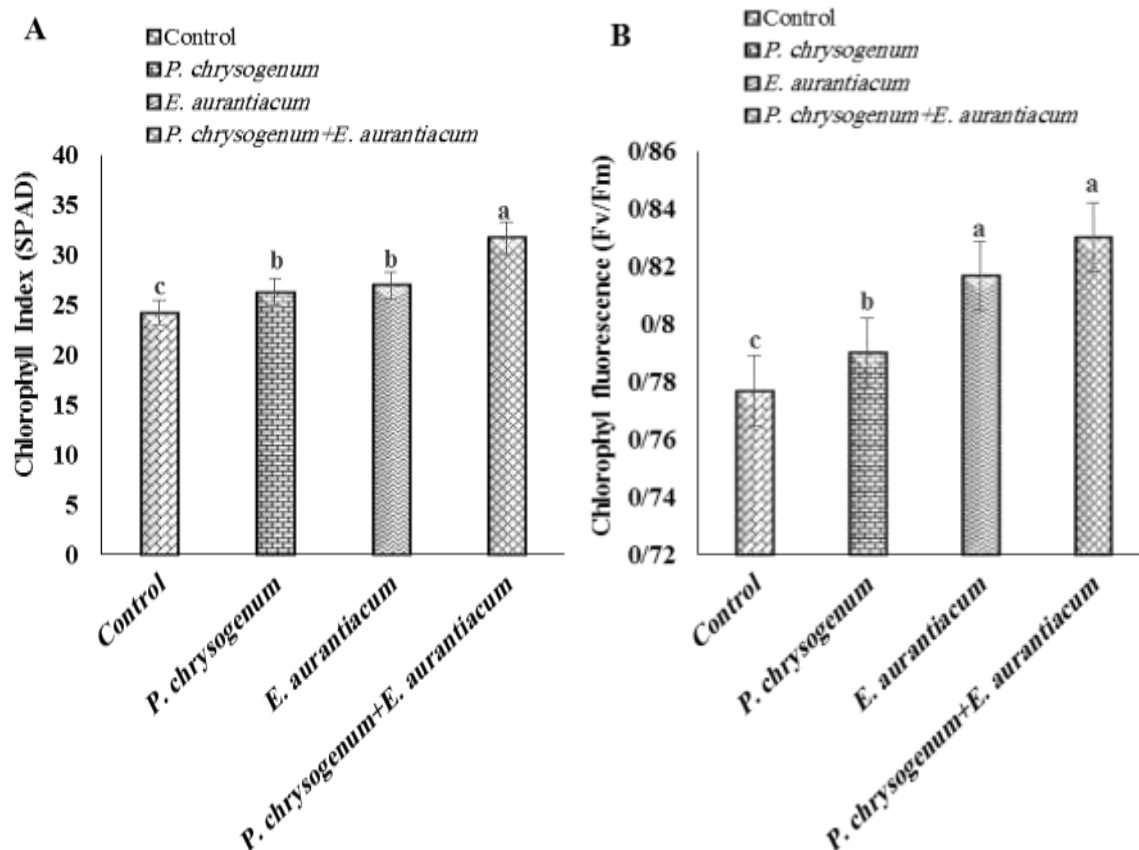 A
Control
P. chrysogenum
E. aurantiacum
P. chrysogenum+E. aurantiacum
Chlorophyll Index (SPAD)
40
35
30
25
20
15
10
5
0
c
b
b
a
Control
P. chrysogenum
E. aurantiacum
P. chrysogenum+E. aurantiacum
B
Control
P. chrysogenum
E. aurantiacum
P. chrysogenum+E. aurantiacum
Chlorophyl fluorescence (Fv/Fm)
0/86
0/84
0/82
0/8
0/78
0/76
0/74
0/72
c
b
a
a
Control
P. chrysogenum
E. aurantiacum
P. chrysogenum+E. aurantiacum